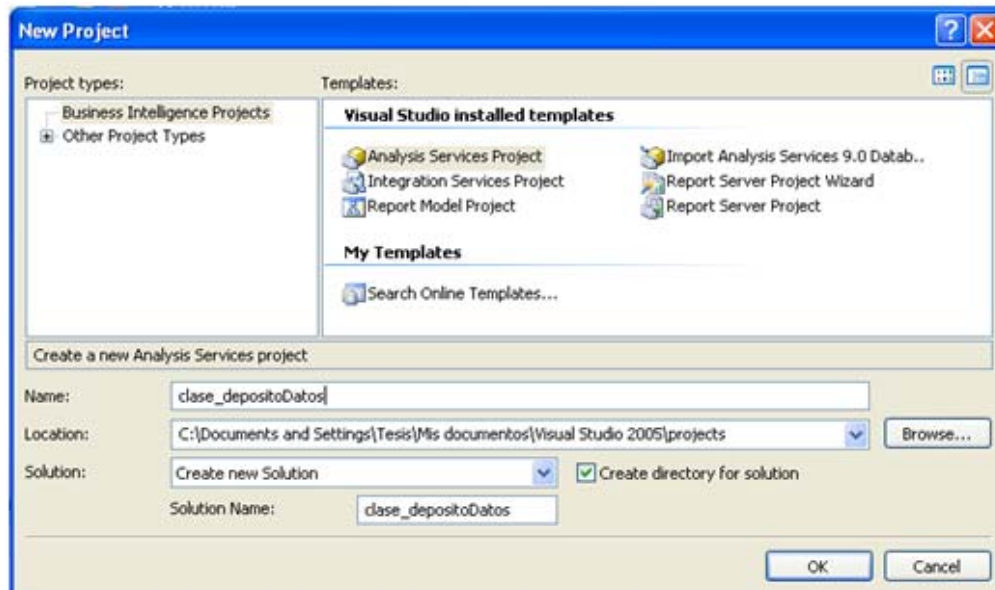 New Project
Project types:
Templates:
Business Intelligence Projects
Other Project Types
Visual Studio installed templates
Analysis Services Project
Import Analysis Services 9.0 Datab..
Integration Services Project
Report Server Project Wizard
Report Model Project
Report Server Project
My Templates
Search Online Templates...
Create a new Analysis Services project
Name:
clase_depositoDatos
Location:
C:\Documents and Settings\Tesis\Mis documentos\Visual Studio 2005\projects
Browse...
Solution:
Create new Solution
Create directory for solution
Solution Name:
clase_depositoDatos
OK
Cancel